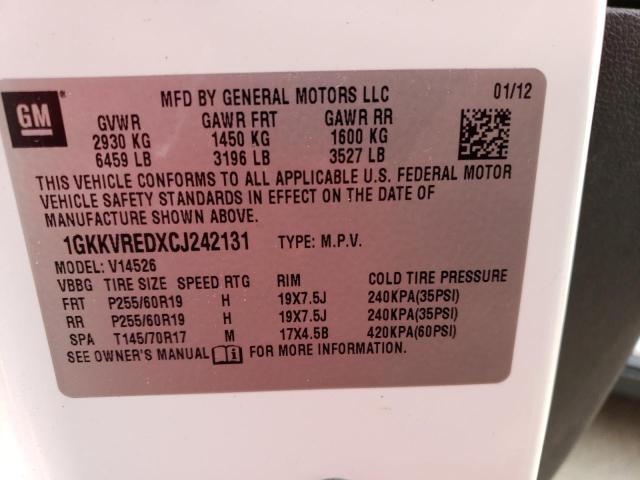 GM ®
MFD BY GENERAL MOTORS LLC 01/12
GVWR GAWR FRT GAWR RR
2930 KG 1450 KG 1600 KG
6459 LB 3196 LB 3527 LB
THIS VEHICLE CONFORMS TO ALL APPLICABLE U.S. FEDERAL MOTOR
VEHICLE SAFETY STANDARDS IN EFFECT ON THE DATE OF
MANUFACTURE SHOWN ABOVE.
1GKKVREDXCJ242131 TYPE: M.P.V.
MODEL: V14526
VBBG TIRE SIZE SPEED RTG RIM COLD TIRE PRESSURE
FRT P255/60R19 H 19X7.5J 240KPA(35PSI)
RR P255/60R19 H 19X7.5J 240KPA(35PSI)
SPA T145/70R17 M 17X4.5B 420KPA(60PSI)
SEE OWNER'S MANUAL FOR MORE INFORMATION.